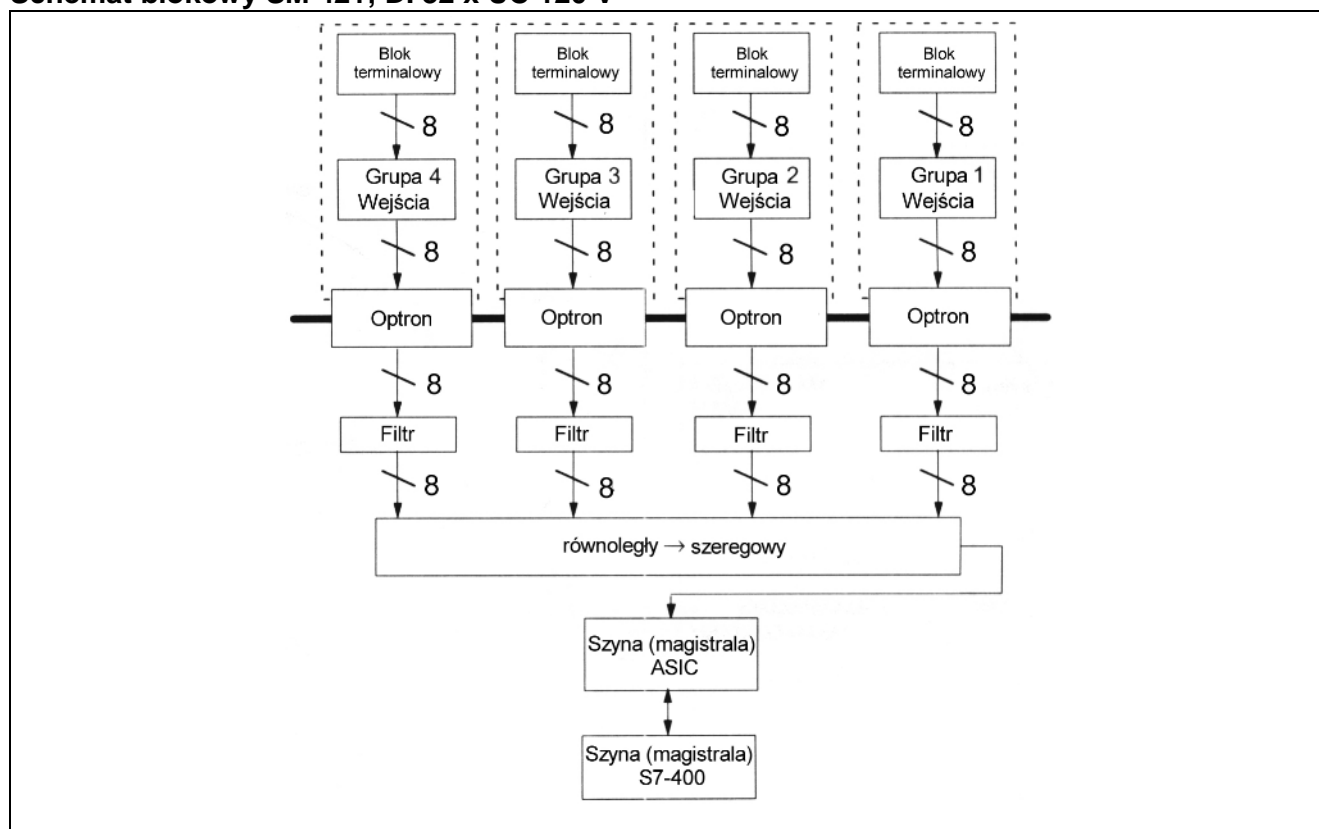 Blok Blok Blok Blok
terminalowy terminalowy terminalowy terminalowy
8 8 8 8
Grupa 4 Grupa 3 Grupa 2 Grupa 1
Wejścia Wejścia Wejścia Wejścia
8 8 8 8
Optron Optron Optron Optron
8 8 8 8
Filtr Filtr Filtr Filtr
8 8 8 8
równoległy → szeregowy
Szyna (magistrala)
ASIC
Szyna (magistrala)
S7-400